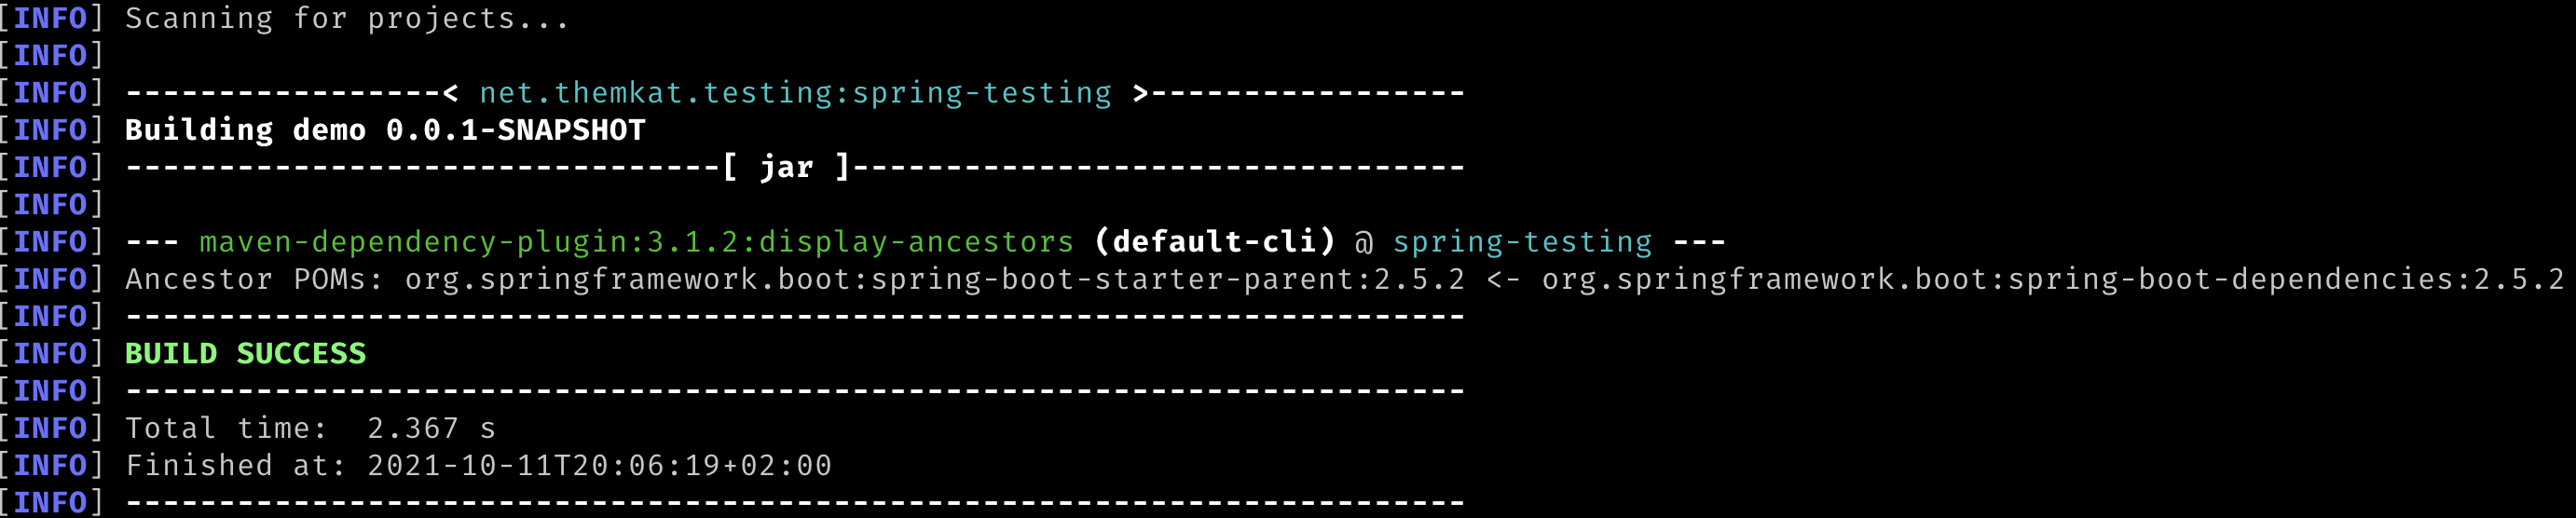 [INFO] Scanning for projects...
[INFO]
[INFO] -----------------< net.themkat.testing:spring-testing >-----------------
[INFO] Building demo 0.0.1-SNAPSHOT
[INFO] --------------------------------[ jar ]---------------------------------
[INFO]
[INFO] --- maven-dependency-plugin:3.1.2:display-ancestors (default-cli) @ spring-testing ---
[INFO] Ancestor POMs: org.springframework.boot:spring-boot-starter-parent:2.5.2 <- org.springframework.boot:spring-boot-dependencies:2.5.2
[INFO] ------------------------------------------------------------------------
[INFO] BUILD SUCCESS
[INFO] ------------------------------------------------------------------------
[INFO] Total time:  2.367 s
[INFO] Finished at: 2021-10-11T20:06:19+02:00
[INFO] ------------------------------------------------------------------------